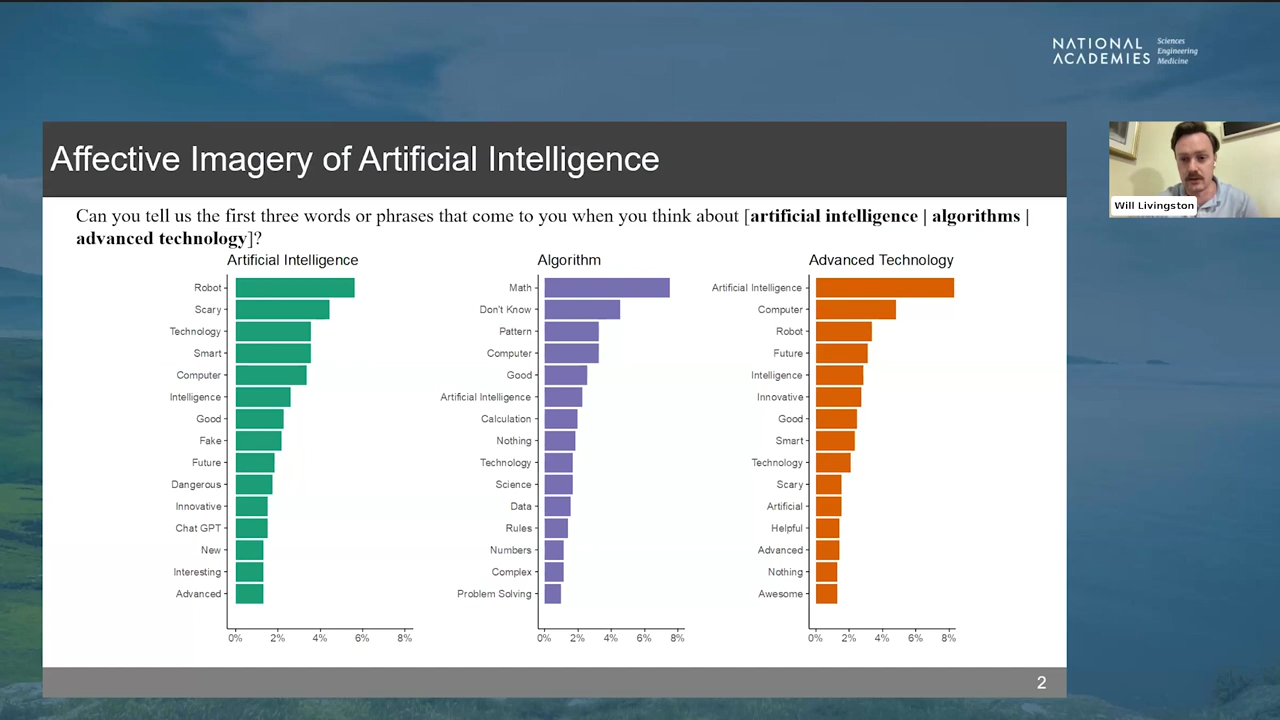 NATIONAL
ACADEMIES
Sciences
Engineering
Medicine
Will Livingston
Affective Imagery of Artificial Intelligence
Can you tell us the first three words or phrases that come to you when you think about [artificial intelligence | algorithms |
advanced technology]?
Artificial Intelligence
Robot
Scary
Technology
Smart
Computer
Intelligence
Good
Fake
Future
Dangerous
Innovative
Chat GPT
New
Interesting
Advanced
0% 2% 4% 6% 8%
Algorithm
Math
Don't Know
Pattern
Computer
Good
Artificial Intelligence
Calculation
Nothing
Technology
Science
Data
Rules
Numbers
Complex
Problem Solving
0% 2% 4% 6% 8%
Advanced Technology
Artificial Intelligence
Computer
Robot
Future
Intelligence
Innovative
Good
Smart
Technology
Scary
Artificial
Helpful
Advanced
Nothing
Awesome
0% 2% 4% 6% 8%
2